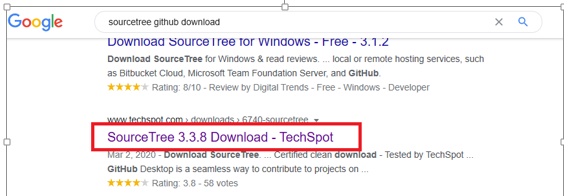 Google
sourcetree github download
Download SourceTree for Windows - Free - 3.1.2
Download SourceTree for Windows & read reviews. ... local or remote hosting services, such
as Bitbucket Cloud, Microsoft Team Foundation Server, and GitHub.
Rating: 8/10 - Review by Digital Trends - Free - Windows - Developer
www.techspot.com › downloads › 6740-sourcetree
SourceTree 3.3.8 Download - TechSpot
Mar 2, 2020 - Download SourceTree. ... Certified clean download - Tested by TechSpot ...
GitHub Desktop is a seamless way to contribute to projects on ...
Rating: 3.8 - 58 votes